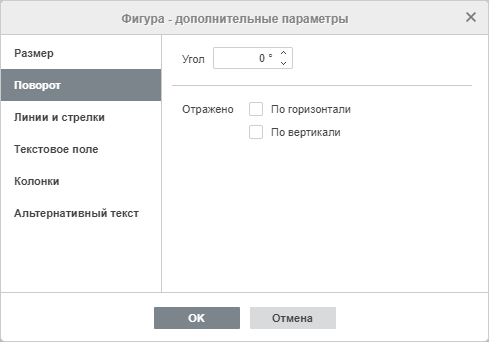 Фигура - дополнительные параметры
Размер
Поворот
Линии и стрелки
Текстовое поле
Колонки
Альтернативный текст
Угол 0 °
Отражено По горизонтали
По вертикали
OK Отмена